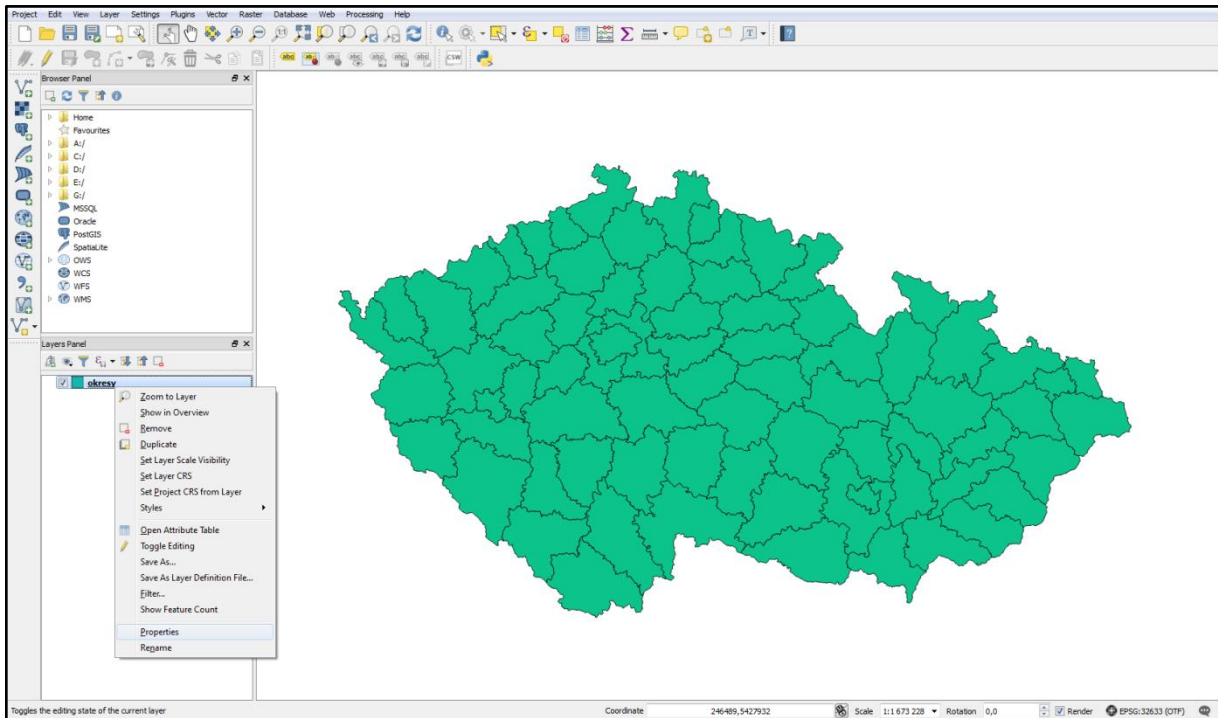 Project Edit View Layer Settings Plugins Vector Raster Database Web Processing Help
CSW
Browser Panel
Home
Favourites
A:/
C:/
D:/
E:/
G:/
MSSQL
Oracle
PostGIS
SpatiaLite
OWS
WCS
WFS
WMS
Layers Panel
okresy
Zoom to Layer
Show in Overview
Remove
Duplicate
Set Layer Scale Visibility
Set Layer CRS
Set Project CRS from Layer
Styles
Open Attribute Table
Toggle Editing
Save As...
Save As Layer Definition File...
Filter...
Show Feature Count
Properties
Rename
Toggles the editing state of the current layer Coordinate 246489,5427932 Scale 1:1 673 228 Rotation 0,0 Render EPSG:32633 (OTF)